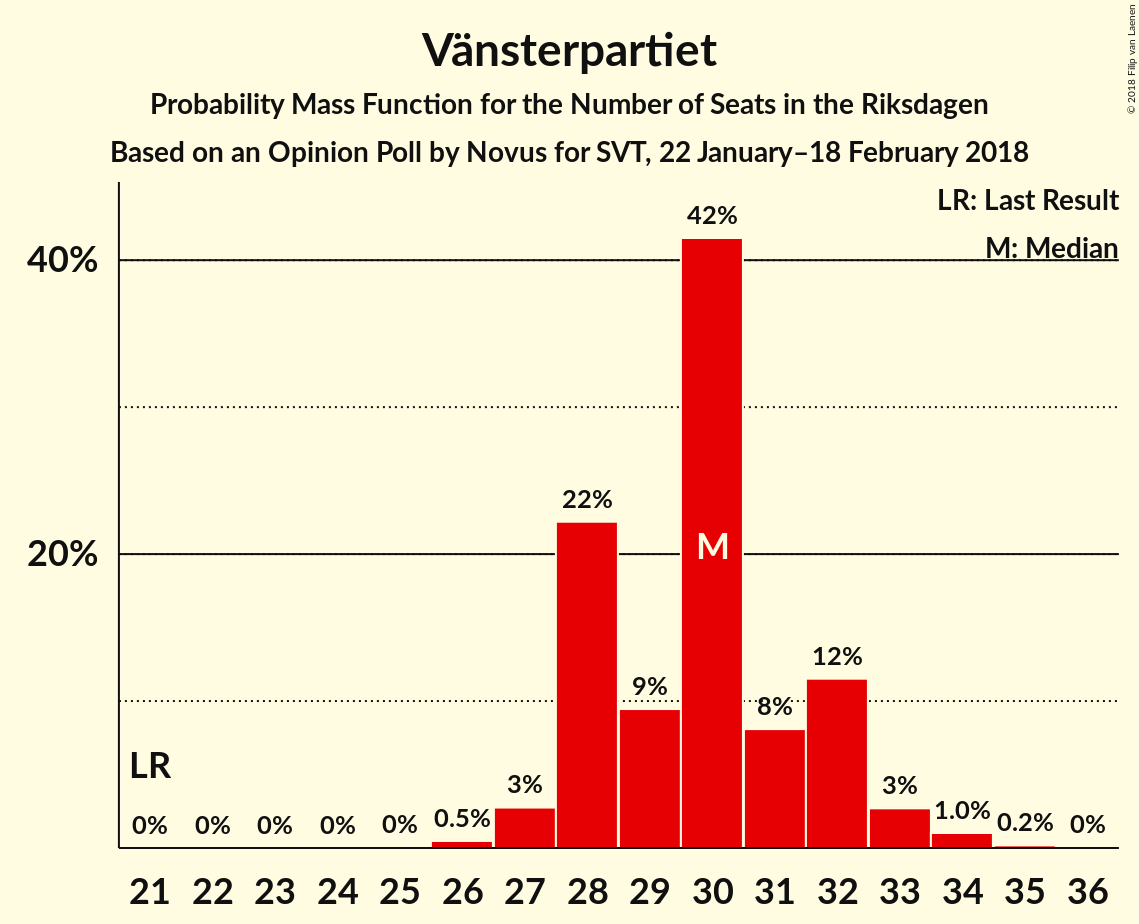 Vänsterpartiet
Probability Mass Function for the Number of Seats in the Riksdagen
Based on an Opinion Poll by Novus for SVT, 22 January–18 February 2018
© 2018 Filip van Laenen
LR: Last Result
M: Median
40%
20%
LR
M
0% 0% 0% 0% 0% 0.5% 3% 22% 9% 42% 8% 12% 3% 1.0% 0.2% 0%
21 22 23 24 25 26 27 28 29 30 31 32 33 34 35 36